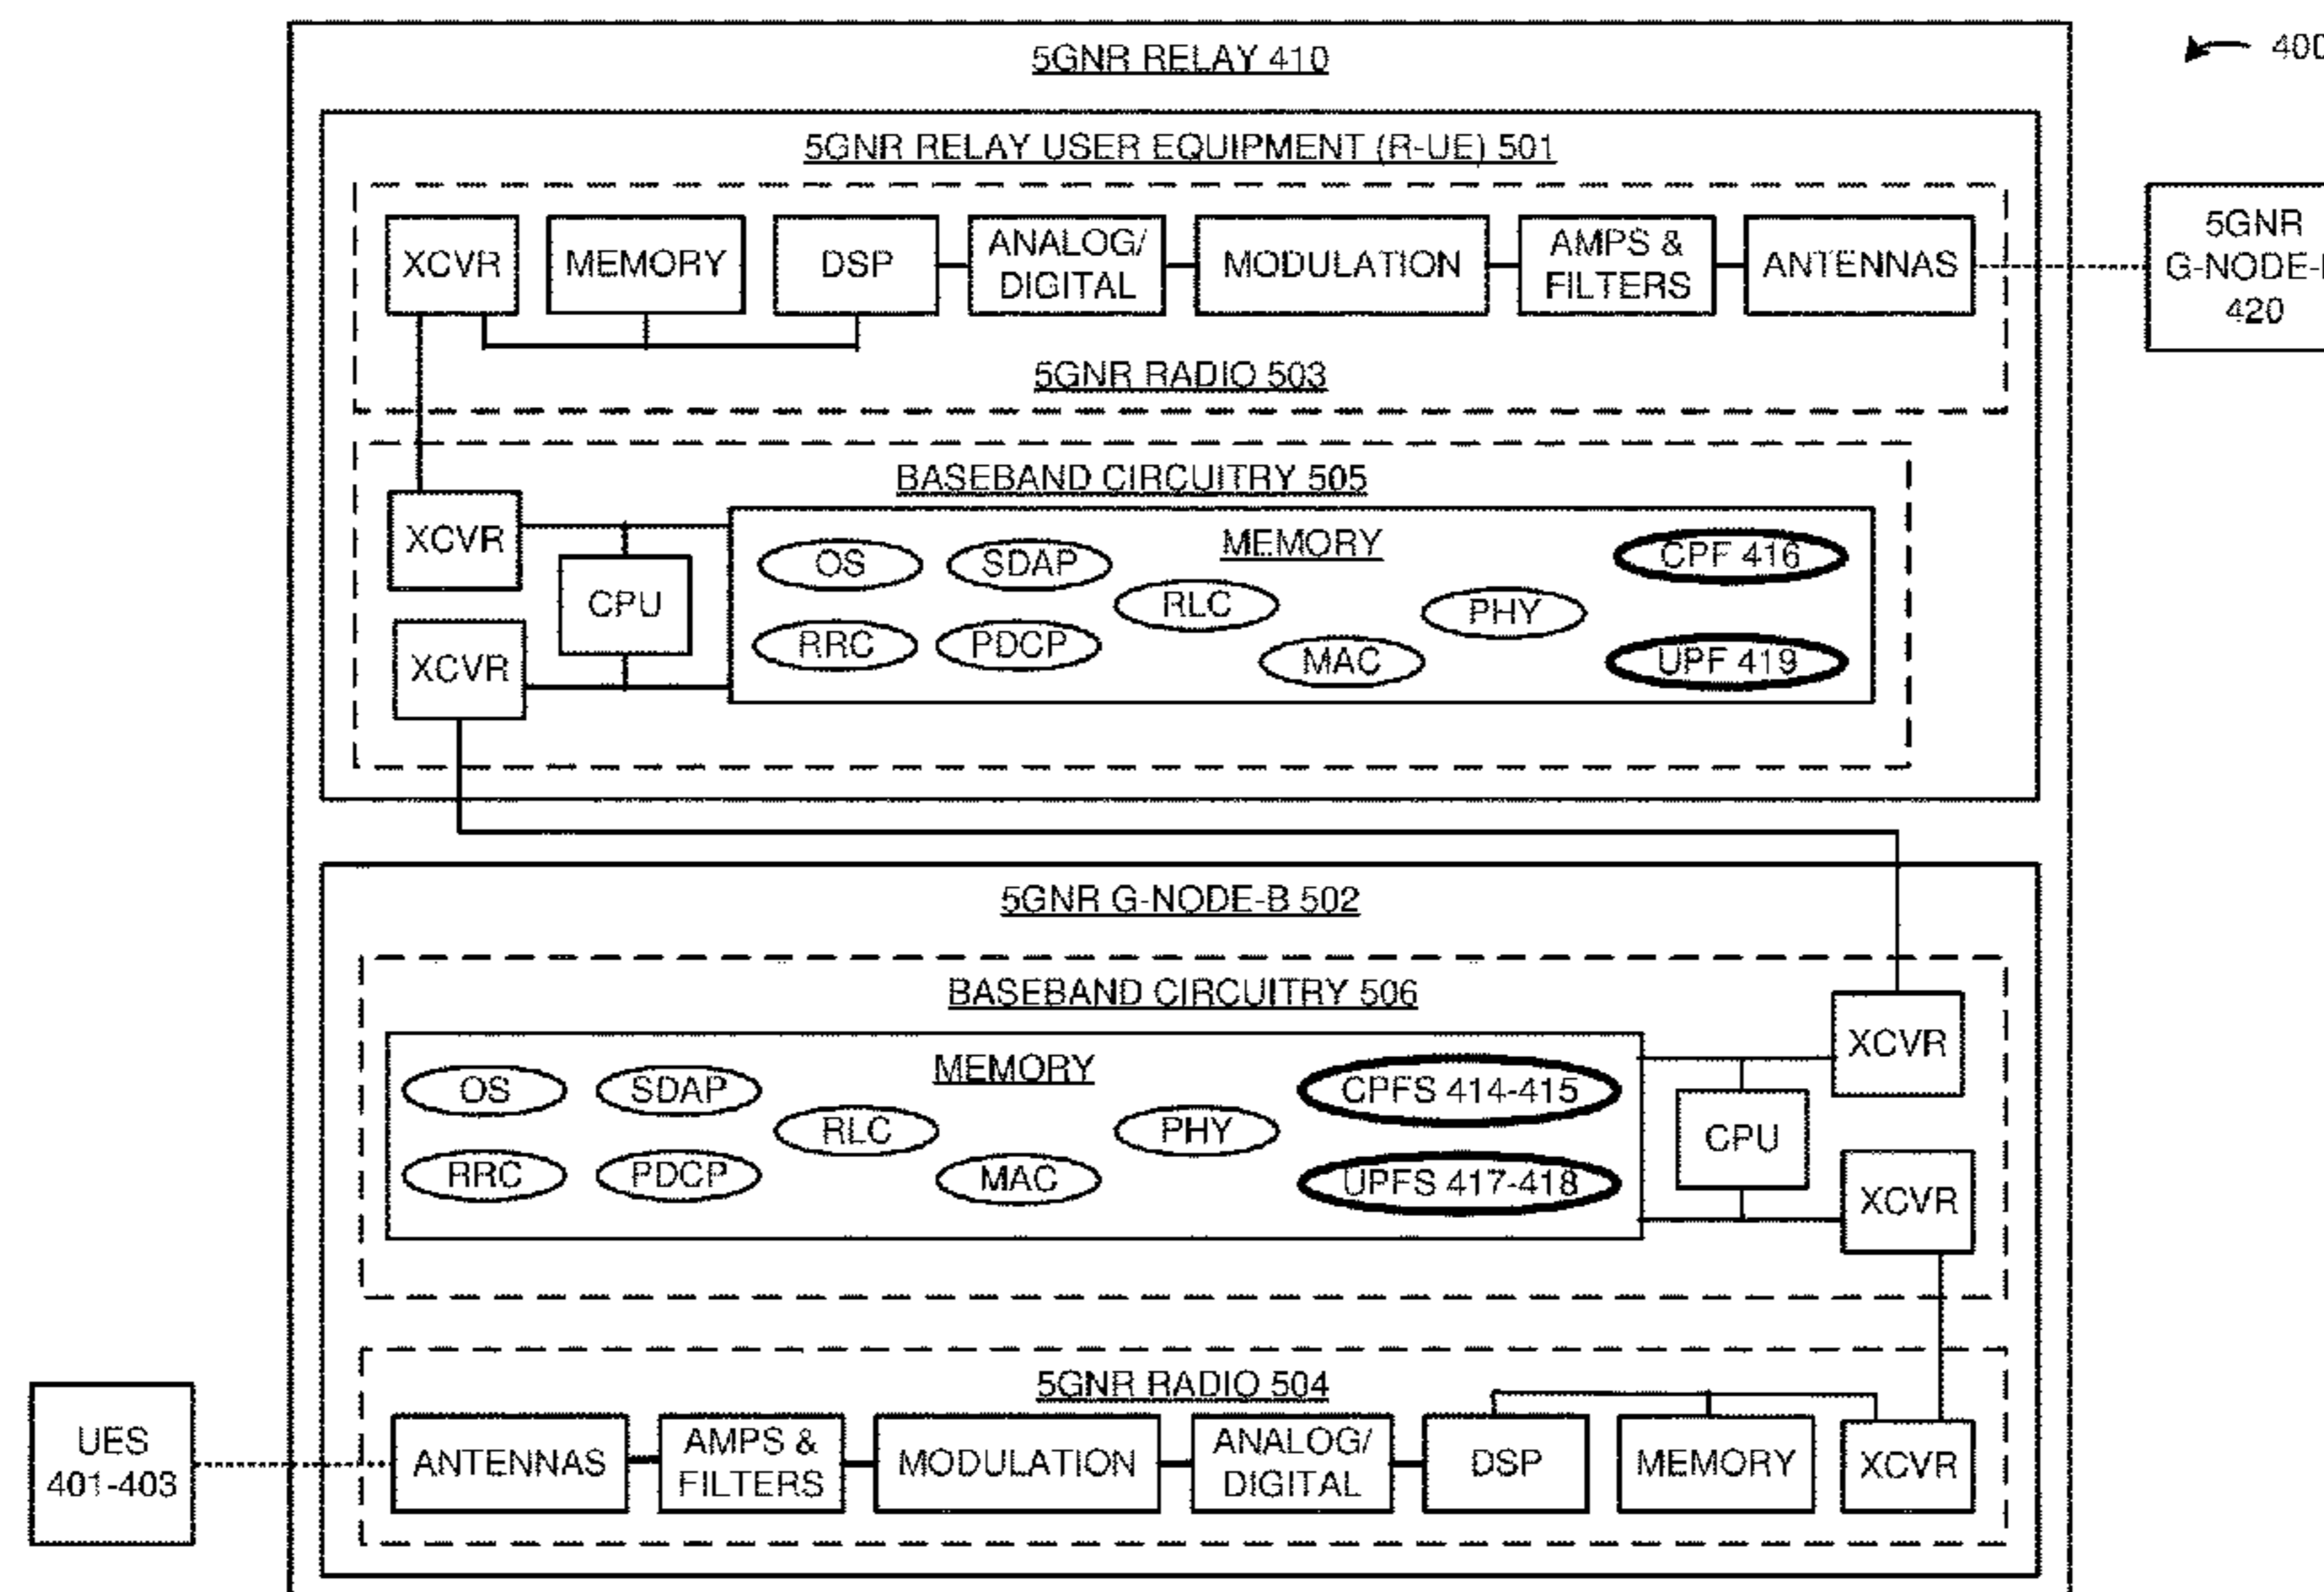 5GNR RELAY 410
400
5GNR RELAY USER EQUIPMENT (R-UE) 501
XCVR
MEMORY
DSP
ANALOG/
DIGITAL
MODULATION
AMPS &
FILTERS
ANTENNAS
5GNR
G-NODE-
420
5GNR RADIO 503
BASEBAND CIRCUITRY 505
XCVR
XCVR
CPU
MEMORY
OS
SDAP
RLC
PHY
CPF 416
RRC
PDCP
MAC
UPF 419
5GNR G-NODE-B 502
BASEBAND CIRCUITRY 506
MEMORY
OS
SDAP
RLC
PHY
CPFS 414-415
RRC
PDCP
MAC
UPFS 417-418
CPU
XCVR
XCVR
5GNR RADIO 504
UES
401-403
ANTENNAS
AMPS &
FILTERS
MODULATION
ANALOG/
DIGITAL
DSP
MEMORY
XCVR